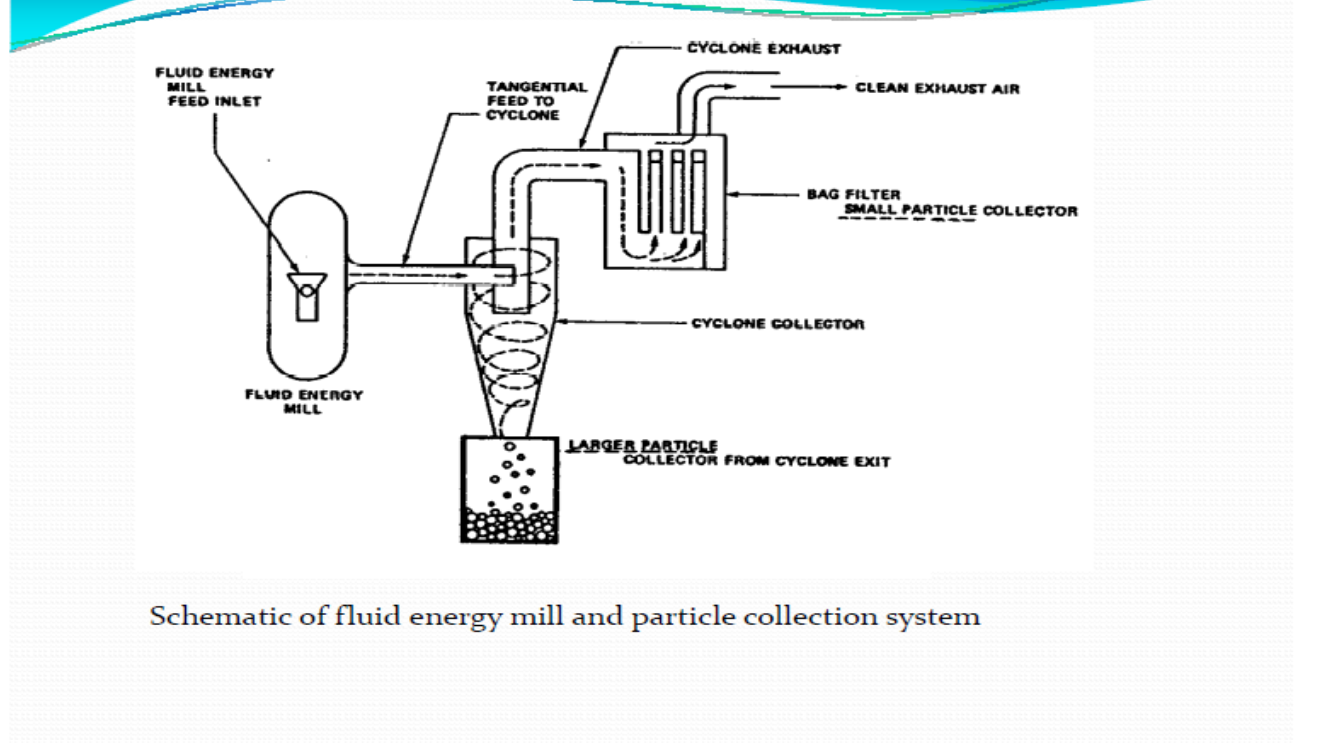 CYCLONE EXHAUST
FLUID ENERGY
MILL
FEED INLET
TANGENTIAL
FEED TO
CYCLONE
CLEAN EXHAUST AIR
BAG FILTER
SMALL PARTICLE COLLECTOR
CYCLONE COLLECTOR
FLUID ENERGY
MILL
LARGER PARTICLE
COLLECTOR FROM CYCLONE EXIT
Schematic of fluid energy mill and particle collection system